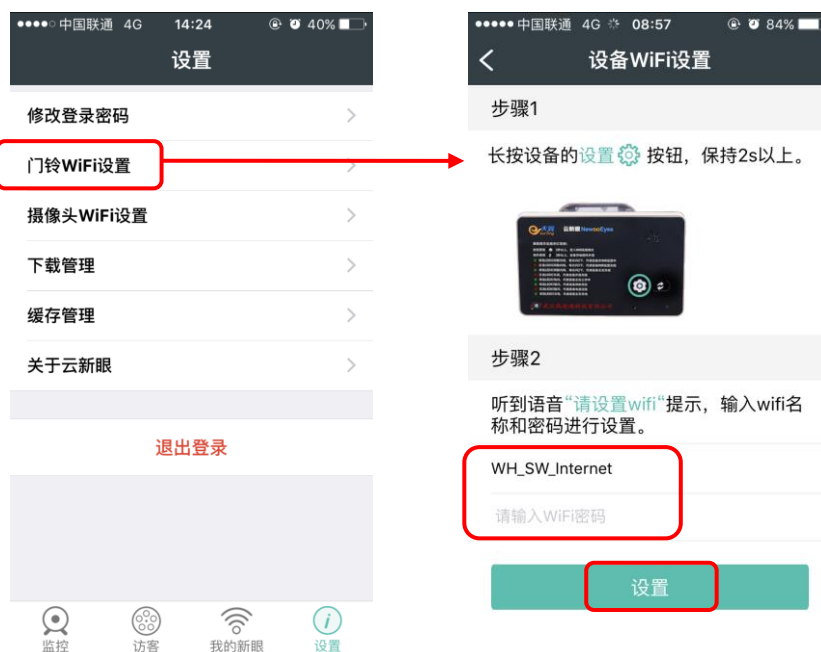 中国联通 4G 14:24 40%
设置
修改登录密码
门铃WiFi设置
摄像头WiFi设置
下载管理
缓存管理
关于云新眼
退出登录
监控 访客 我的新眼 设置
中国联通 4G 08:57 84%
设备WiFi设置
步骤1
长按设备的设置 按钮，保持2s以上。
云新眼 NewooEyes
步骤2
听到语音“请设置wifi“提示，输入wifi名
称和密码进行设置。
WH_SW_Internet
请输入WiFi密码
设置